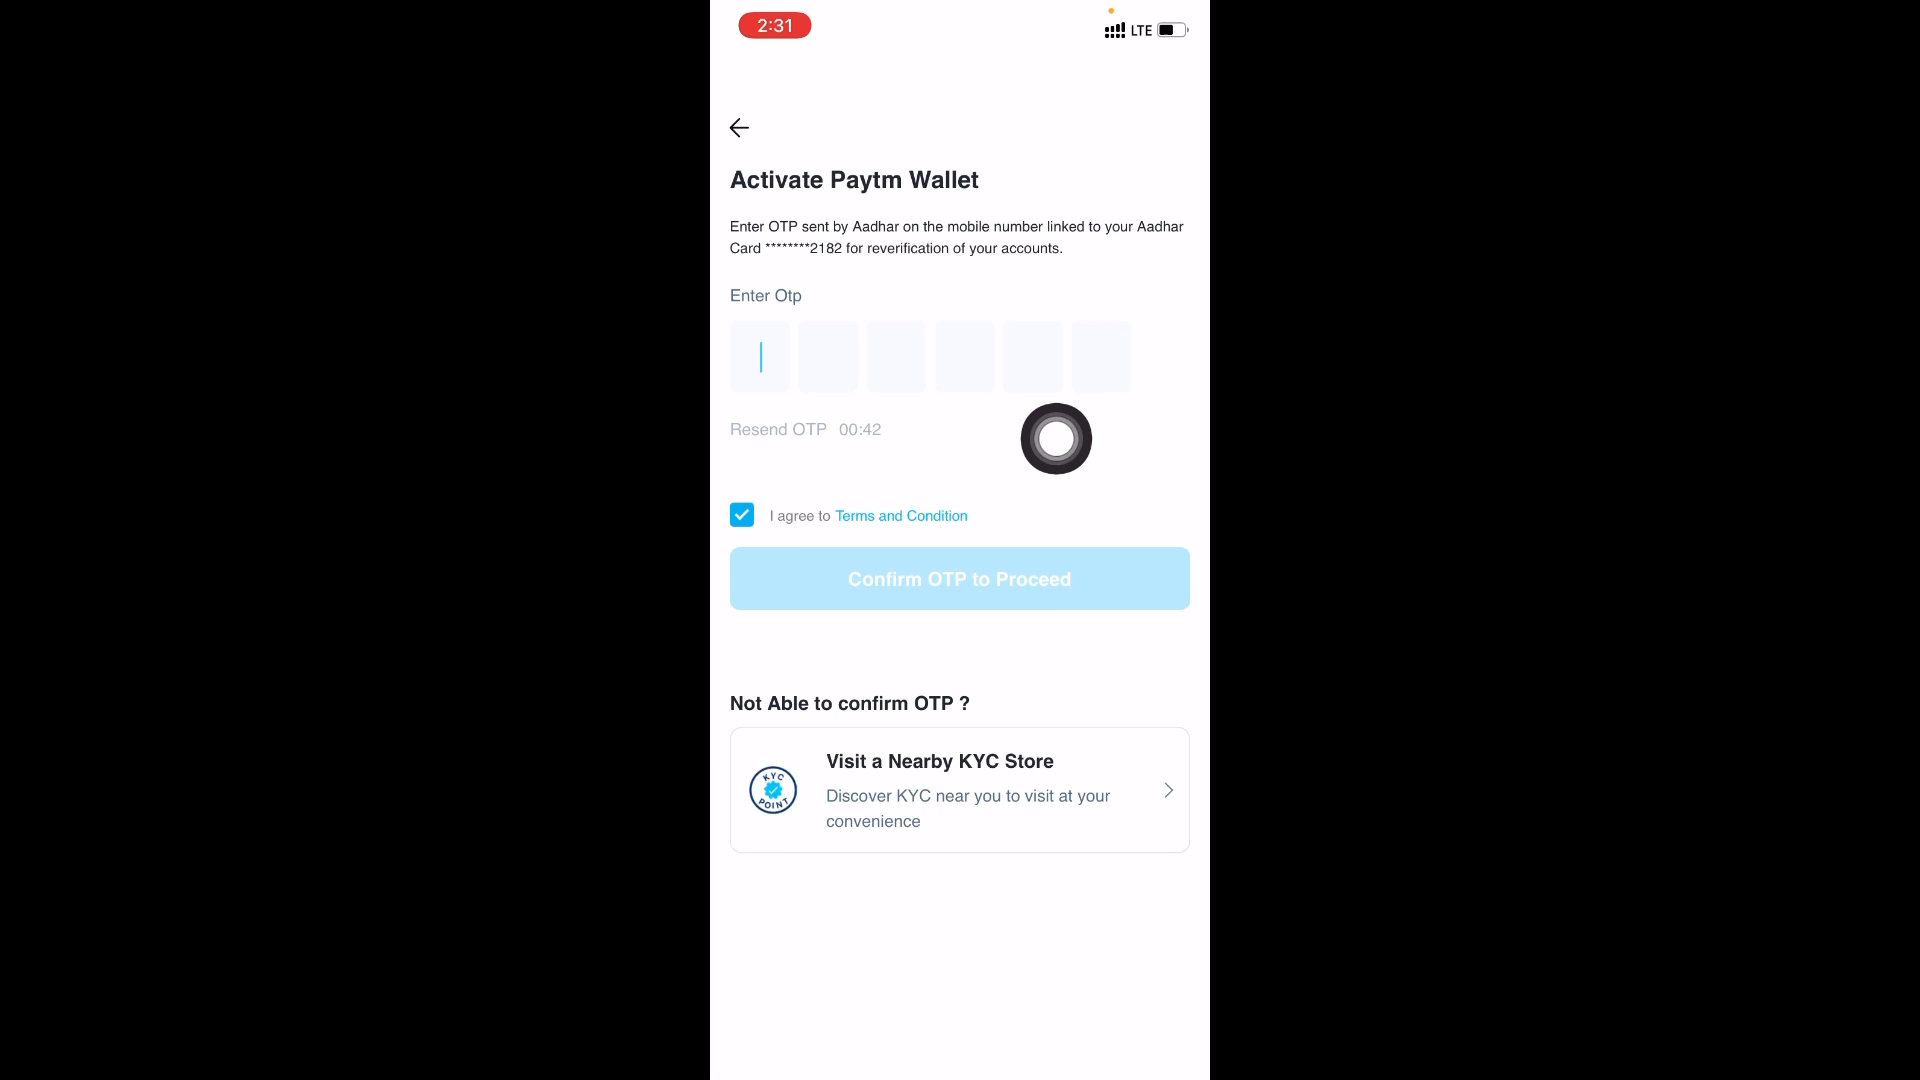 2:31
LTE
Activate Paytm Wallet
Enter OTP sent by Aadhar on the mobile number linked to your Aadhar
Card ********2182 for reverification of your accounts.
Enter Otp
Resend OTP 00:42
I agree to Terms and Condition
Confirm OTP to Proceed
Not Able to confirm OTP ?
KYC
POINT
Visit a Nearby KYC Store
Discover KYC near you to visit at your
convenience